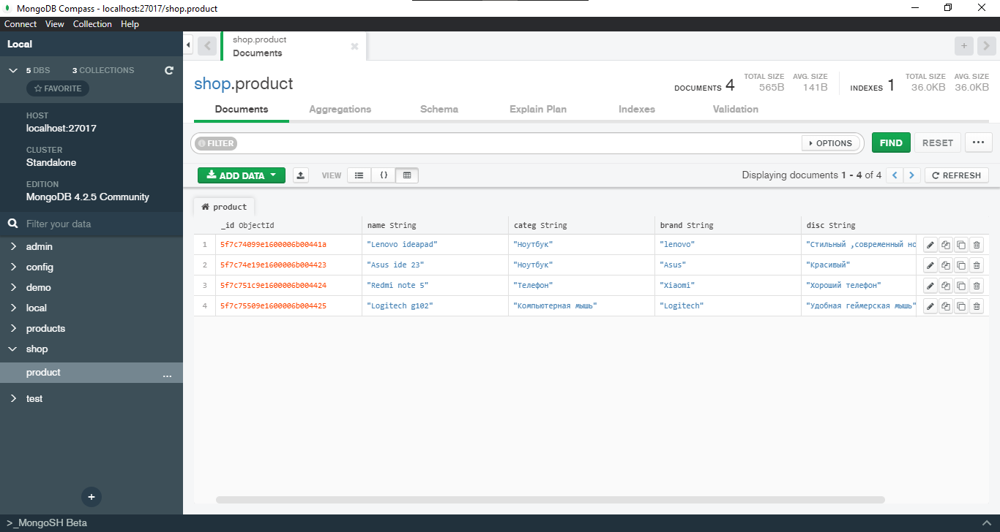 MongoDB Compass - localhost:27017/shop.product
Connect View Collection Help
Local
5 DBS 3 COLLECTIONS
FAVORITE
HOST
localhost:27017
CLUSTER
Standalone
EDITION
MongoDB 4.2.5 Community
Filter your data
admin
config
demo
local
products
shop
product ...
test
+
>_MongoSH Beta
shop.product
Documents
shop.product
DOCUMENTS 4 TOTAL SIZE 565B AVG. SIZE 141B INDEXES 1 TOTAL SIZE 36.0KB AVG. SIZE 36.0KB
Documents Aggregations Schema Explain Plan Indexes Validation
FILTER OPTIONS FIND RESET ...
ADD DATA VIEW {} Displaying documents 1 - 4 of 4 REFRESH
product
_id ObjectId name String categ String brand String disc String
1 5f7c74099e1600006b00441a "Lenovo ideapad" "Ноутбук" "lenovo" "Стильный ,современный но
2 5f7c74e19e1600006b004423 "Asus ide 23" "Ноутбук" "Asus" "Красивый"
3 5f7c751c9e1600006b004424 "Redmi note 5" "Телефон" "Xiaomi" "Хороший телефон"
4 5f7c75509e1600006b004425 "Logitech g102" "Компьютерная мышь" "Logitech" "Удобная геймерская мышь"